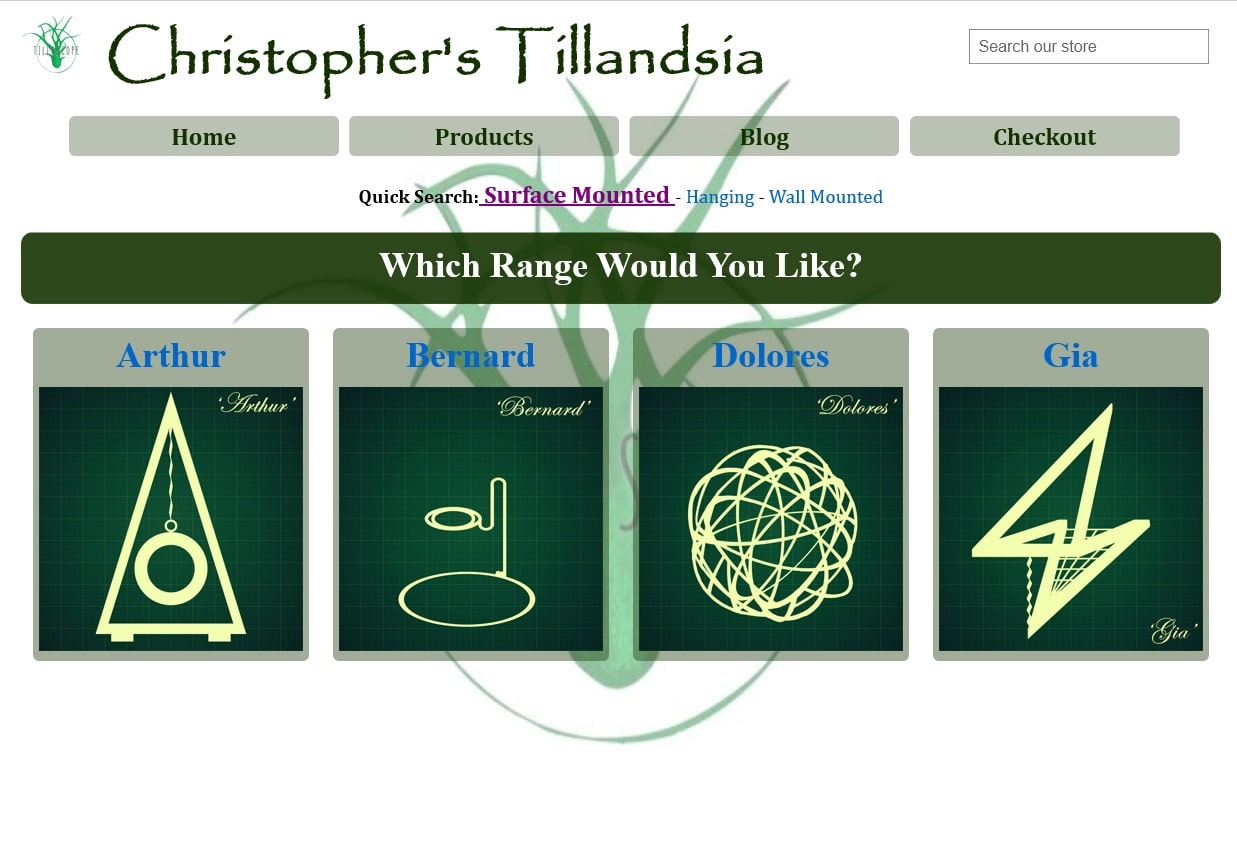 Christopher's Tillandsia
Search our store
Home Products Blog Checkout
Quick Search: Surface Mounted - Hanging - Wall Mounted
Which Range Would You Like?
Arthur Bernard Dolores Gia
'Arthur' 'Bernard' 'Dolores'
'Gia'